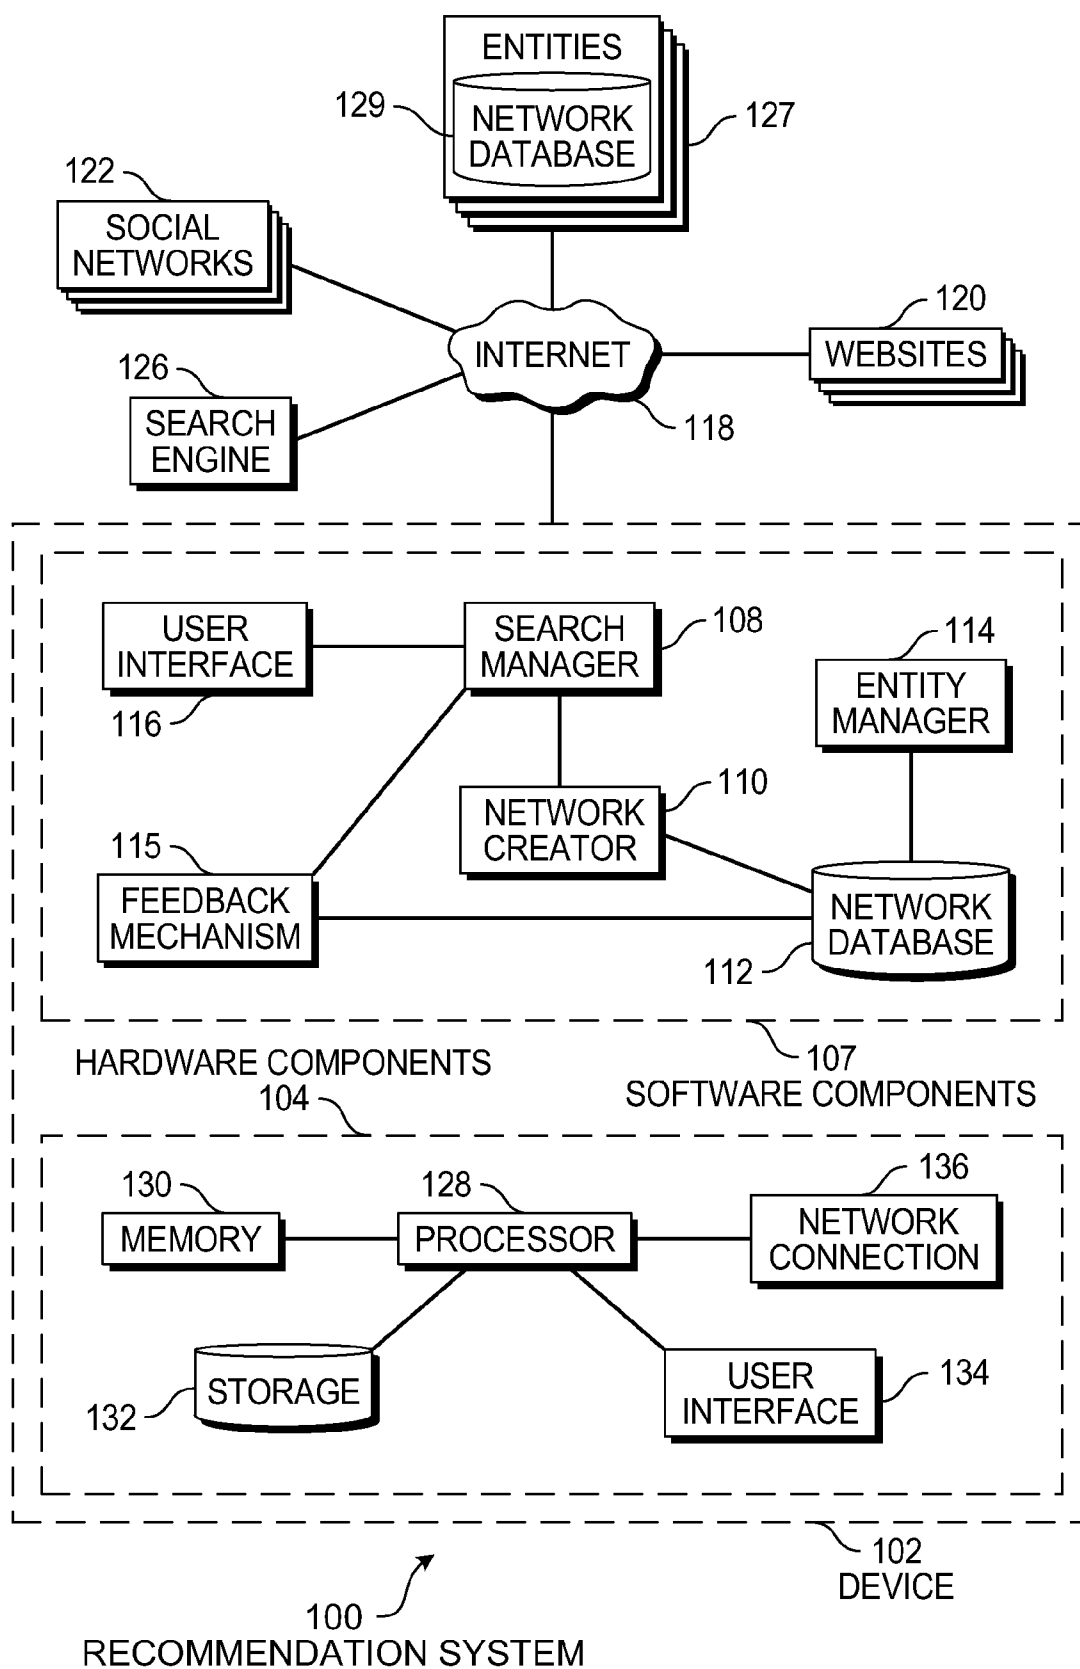 ENTITIES
129
NETWORK
DATABASE
127
122
SOCIAL
NETWORKS
INTERNET
118
120
WEBSITES
126
SEARCH
ENGINE
USER
INTERFACE
116
SEARCH
MANAGER
108
114
ENTITY
MANAGER
110
NETWORK
CREATOR
115
FEEDBACK
MECHANISM
NETWORK
DATABASE
112
107
SOFTWARE COMPONENTS
HARDWARE COMPONENTS
104
130
MEMORY
128
PROCESSOR
136
NETWORK
CONNECTION
STORAGE
132
USER
INTERFACE
134
102
DEVICE
100
RECOMMENDATION SYSTEM